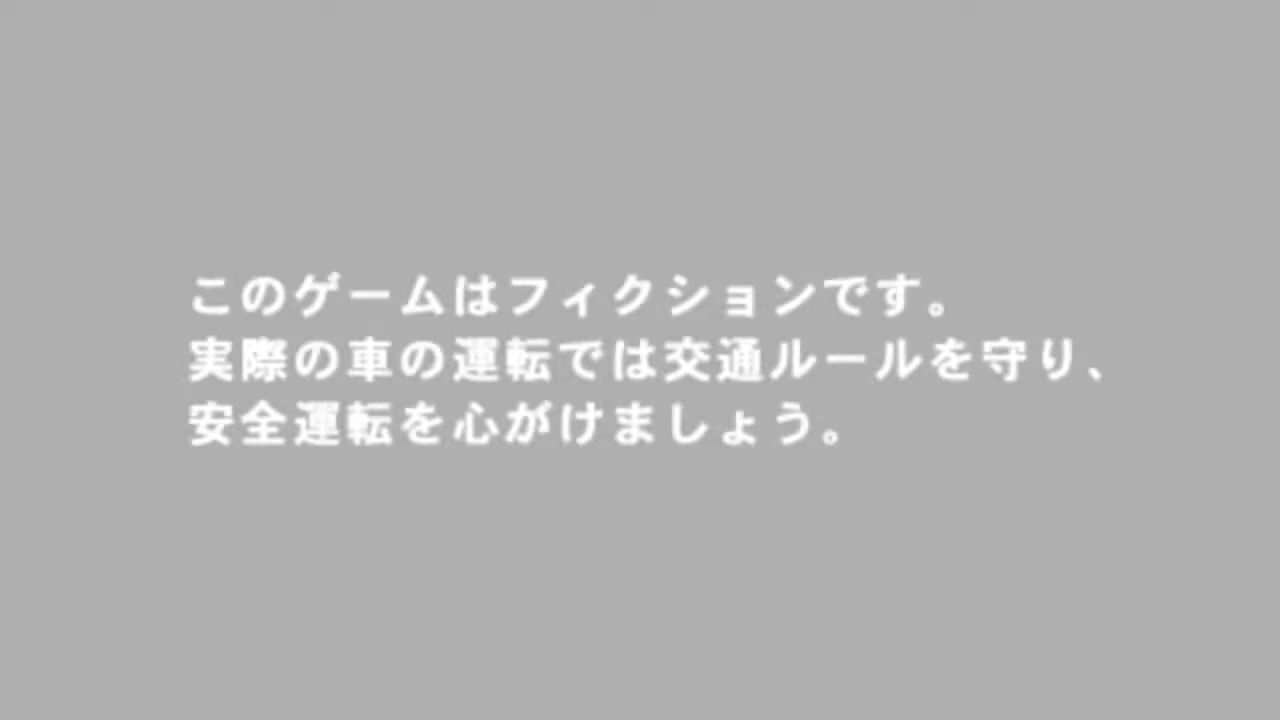 このゲームはフィクションです。
実際の車の運転では交通ルールを守り、
安全運転を心がけましょう。